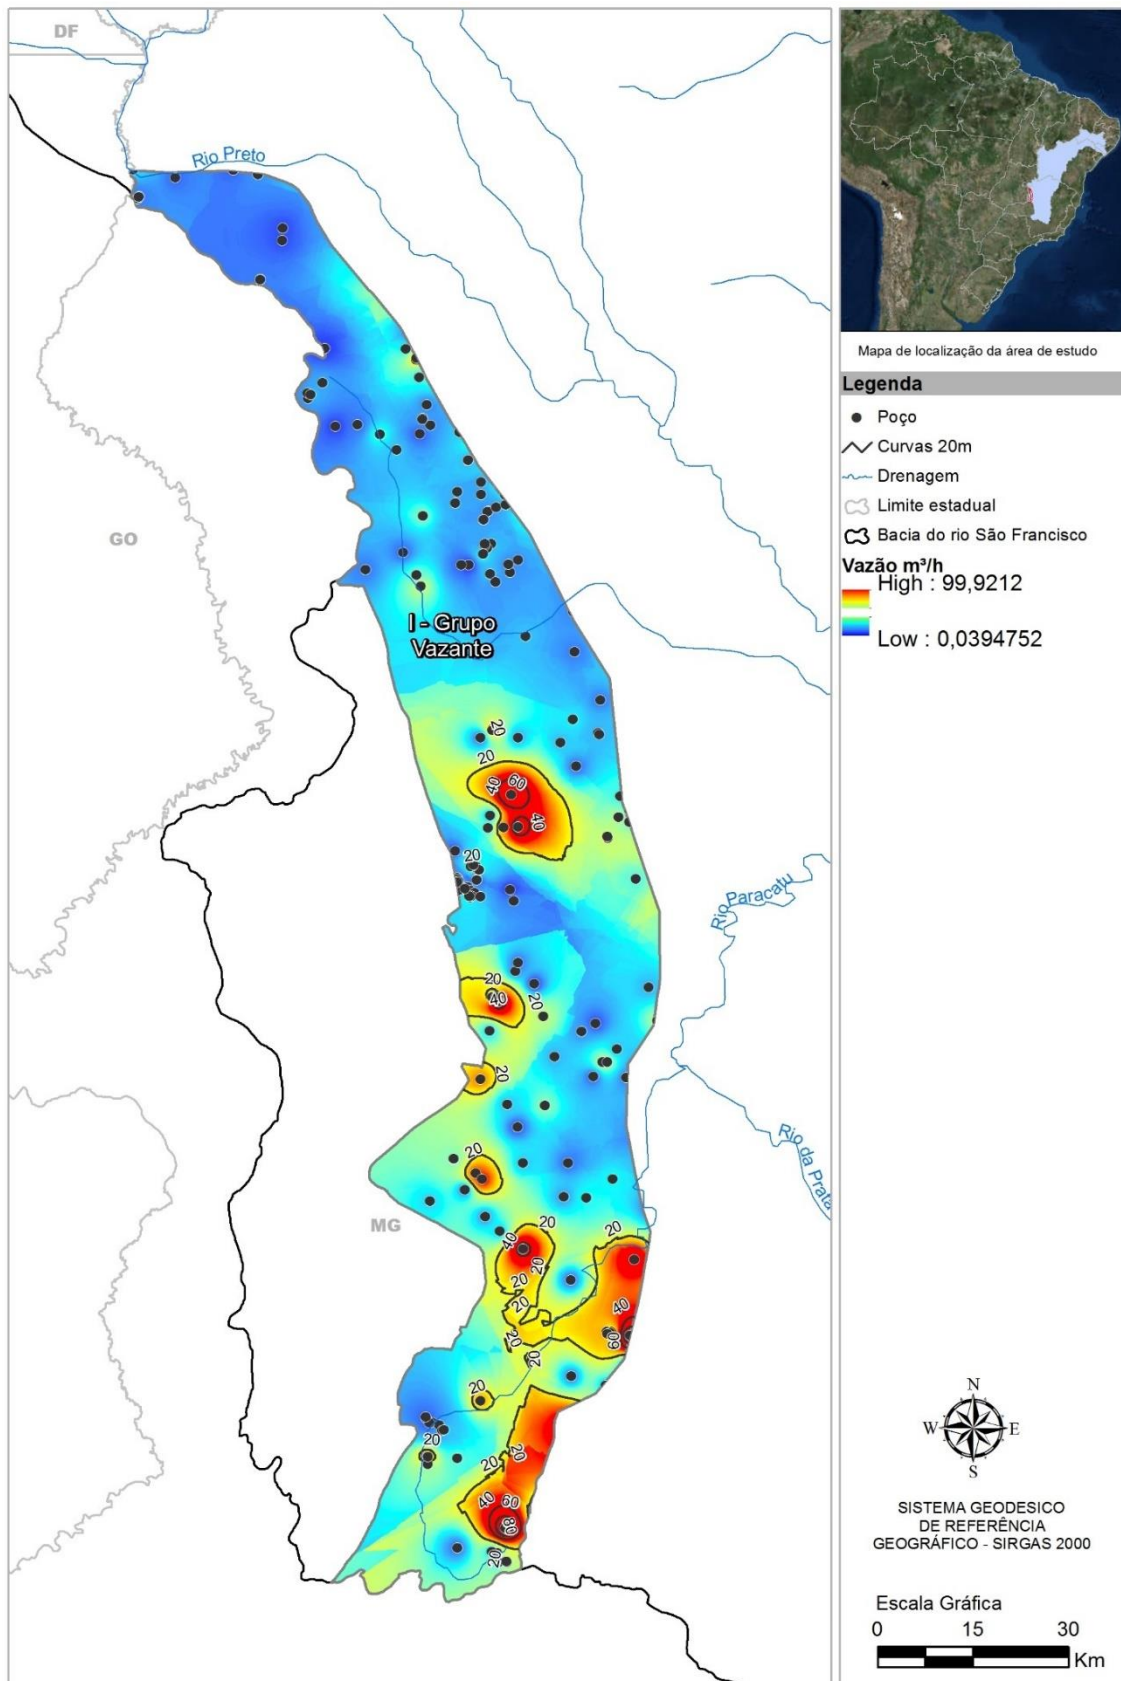 DF
Rio Preto
GO
I - Grupo
Vazante
20
20
40
60
40
20
Rio Paracatu
20
40
20
20
20
Rio da Prata
MG
20
20
40
20
20
20
40
60
20
20
20
20
20
20
40
60
80
20
Mapa de localização da área de estudo
Legenda
Poço
Curvas 20m
Drenagem
Limite estadual
Bacia do rio São Francisco
Vazão m³/h
High : 99,9212
Low : 0,0394752
N
W
E
S
SISTEMA GEODESICO
DE REFERÊNCIA
GEOGRÁFICO - SIRGAS 2000
Escala Gráfica
0 15 30
Km